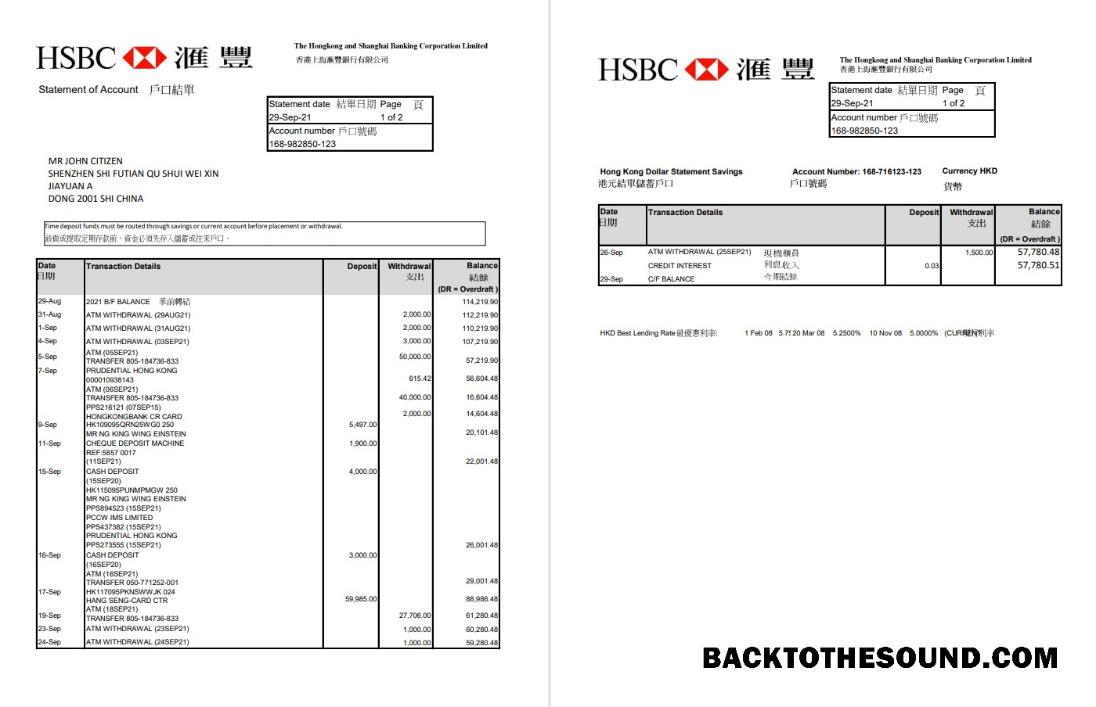 HSBC 滙豐
The Hongkong and Shanghai Banking Corporation Limited
香港上海滙豐銀行有限公司
Statement of Account 戶口結單
Statement date 結單日期 Page 頁
29-Sep-21 1 of 2
Account number 戶口號碼
168-982850-123
MR JOHN CITIZEN
SHENZHEN SHI FUTIAN QU SHUI WEI XIN
JIAYUAN A
DONG 2001 SHI CHINA
Time deposit funds must be routed through savings or current account before placement or withdrawal.
敍做或提取定期存款前，資金必須先存入儲蓄或往來戶口。
Date Transaction Details Deposit Withdrawal Balance
日期 支出 結餘
(DR = Overdraft )
29-Aug 2021 B/F BALANCE 承前轉結 114,219.90
31-Aug ATM WITHDRAWAL (29AUG21) 2,000.00 112,219.90
1-Sep ATM WITHDRAWAL (31AUG21) 2,000.00 110,219.90
4-Sep ATM WITHDRAWAL (03SEP21) 3,000.00 107,219.90
5-Sep ATM (05SEP21)
TRANSFER 805-184736-833 50,000.00 57,219.90
7-Sep PRUDENTIAL HONG KONG
000010938143 615.42 56,604.48
ATM (06SEP21)
TRANSFER 805-184736-833 40,000.00 16,604.48
PPS216121 (07SEP15)
HONGKONGBANK CR CARD 2,000.00 14,604.48
9-Sep HK109095QRN25WG0 250 5,497.00
MR NG KING WING EINSTEIN 20,101.48
11-Sep CHEQUE DEPOSIT MACHINE 1,900.00
REF:5857 0017
(11SEP21) 22,001.48
15-Sep CASH DEPOSIT 4,000.00
(15SEP20)
HK115095PUNMPMGW 250
MR NG KING WING EINSTEIN
PPS894523 (15SEP21)
PCCW IMS LIMITED
PPS437382 (15SEP21)
PRUDENTIAL HONG KONG
PPS273555 (15SEP21) 26,001.48
16-Sep CASH DEPOSIT 3,000.00
(16SEP20)
ATM (16SEP21)
TRANSFER 050-771252-001 29,001.48
17-Sep HK117095PKNSWWJK 024
HANG SENG-CARD CTR 59,985.00 88,986.48
ATM (18SEP21)
19-Sep TRANSFER 805-184736-833 27,706.00 61,280.48
23-Sep ATM WITHDRAWAL (23SEP21) 1,000.00 60,280.48
24-Sep ATM WITHDRAWAL (24SEP21) 1,000.00 59,280.48
HSBC 滙豐
The Hongkong and Shanghai Banking Corporation Limited
香港上海滙豐銀行有限公司
Statement date 結單日期 Page 頁
29-Sep-21 1 of 2
Account number 戶口號碼
168-982850-123
Hong Kong Dollar Statement Savings Account Number: 168-716123-123 Currency HKD
港元結單儲蓄戶口 戶口號碼 貨幣
Date Transaction Details Deposit Withdrawal Balance
日期 支出 結餘
(DR = Overdraft )
26-Sep ATM WITHDRAWAL (25SEP21) 現機櫃員 1,500.00 57,780.48
CREDIT INTEREST 利息收入 0.03 57,780.51
29-Sep C/F BALANCE 今期結餘
HKD Best Lending Rate 最優惠利率: 1 Feb 08 20 Mar 08 5.2500% 10 Nov 08 5.0000%
BACKTOTHESOUND.COM